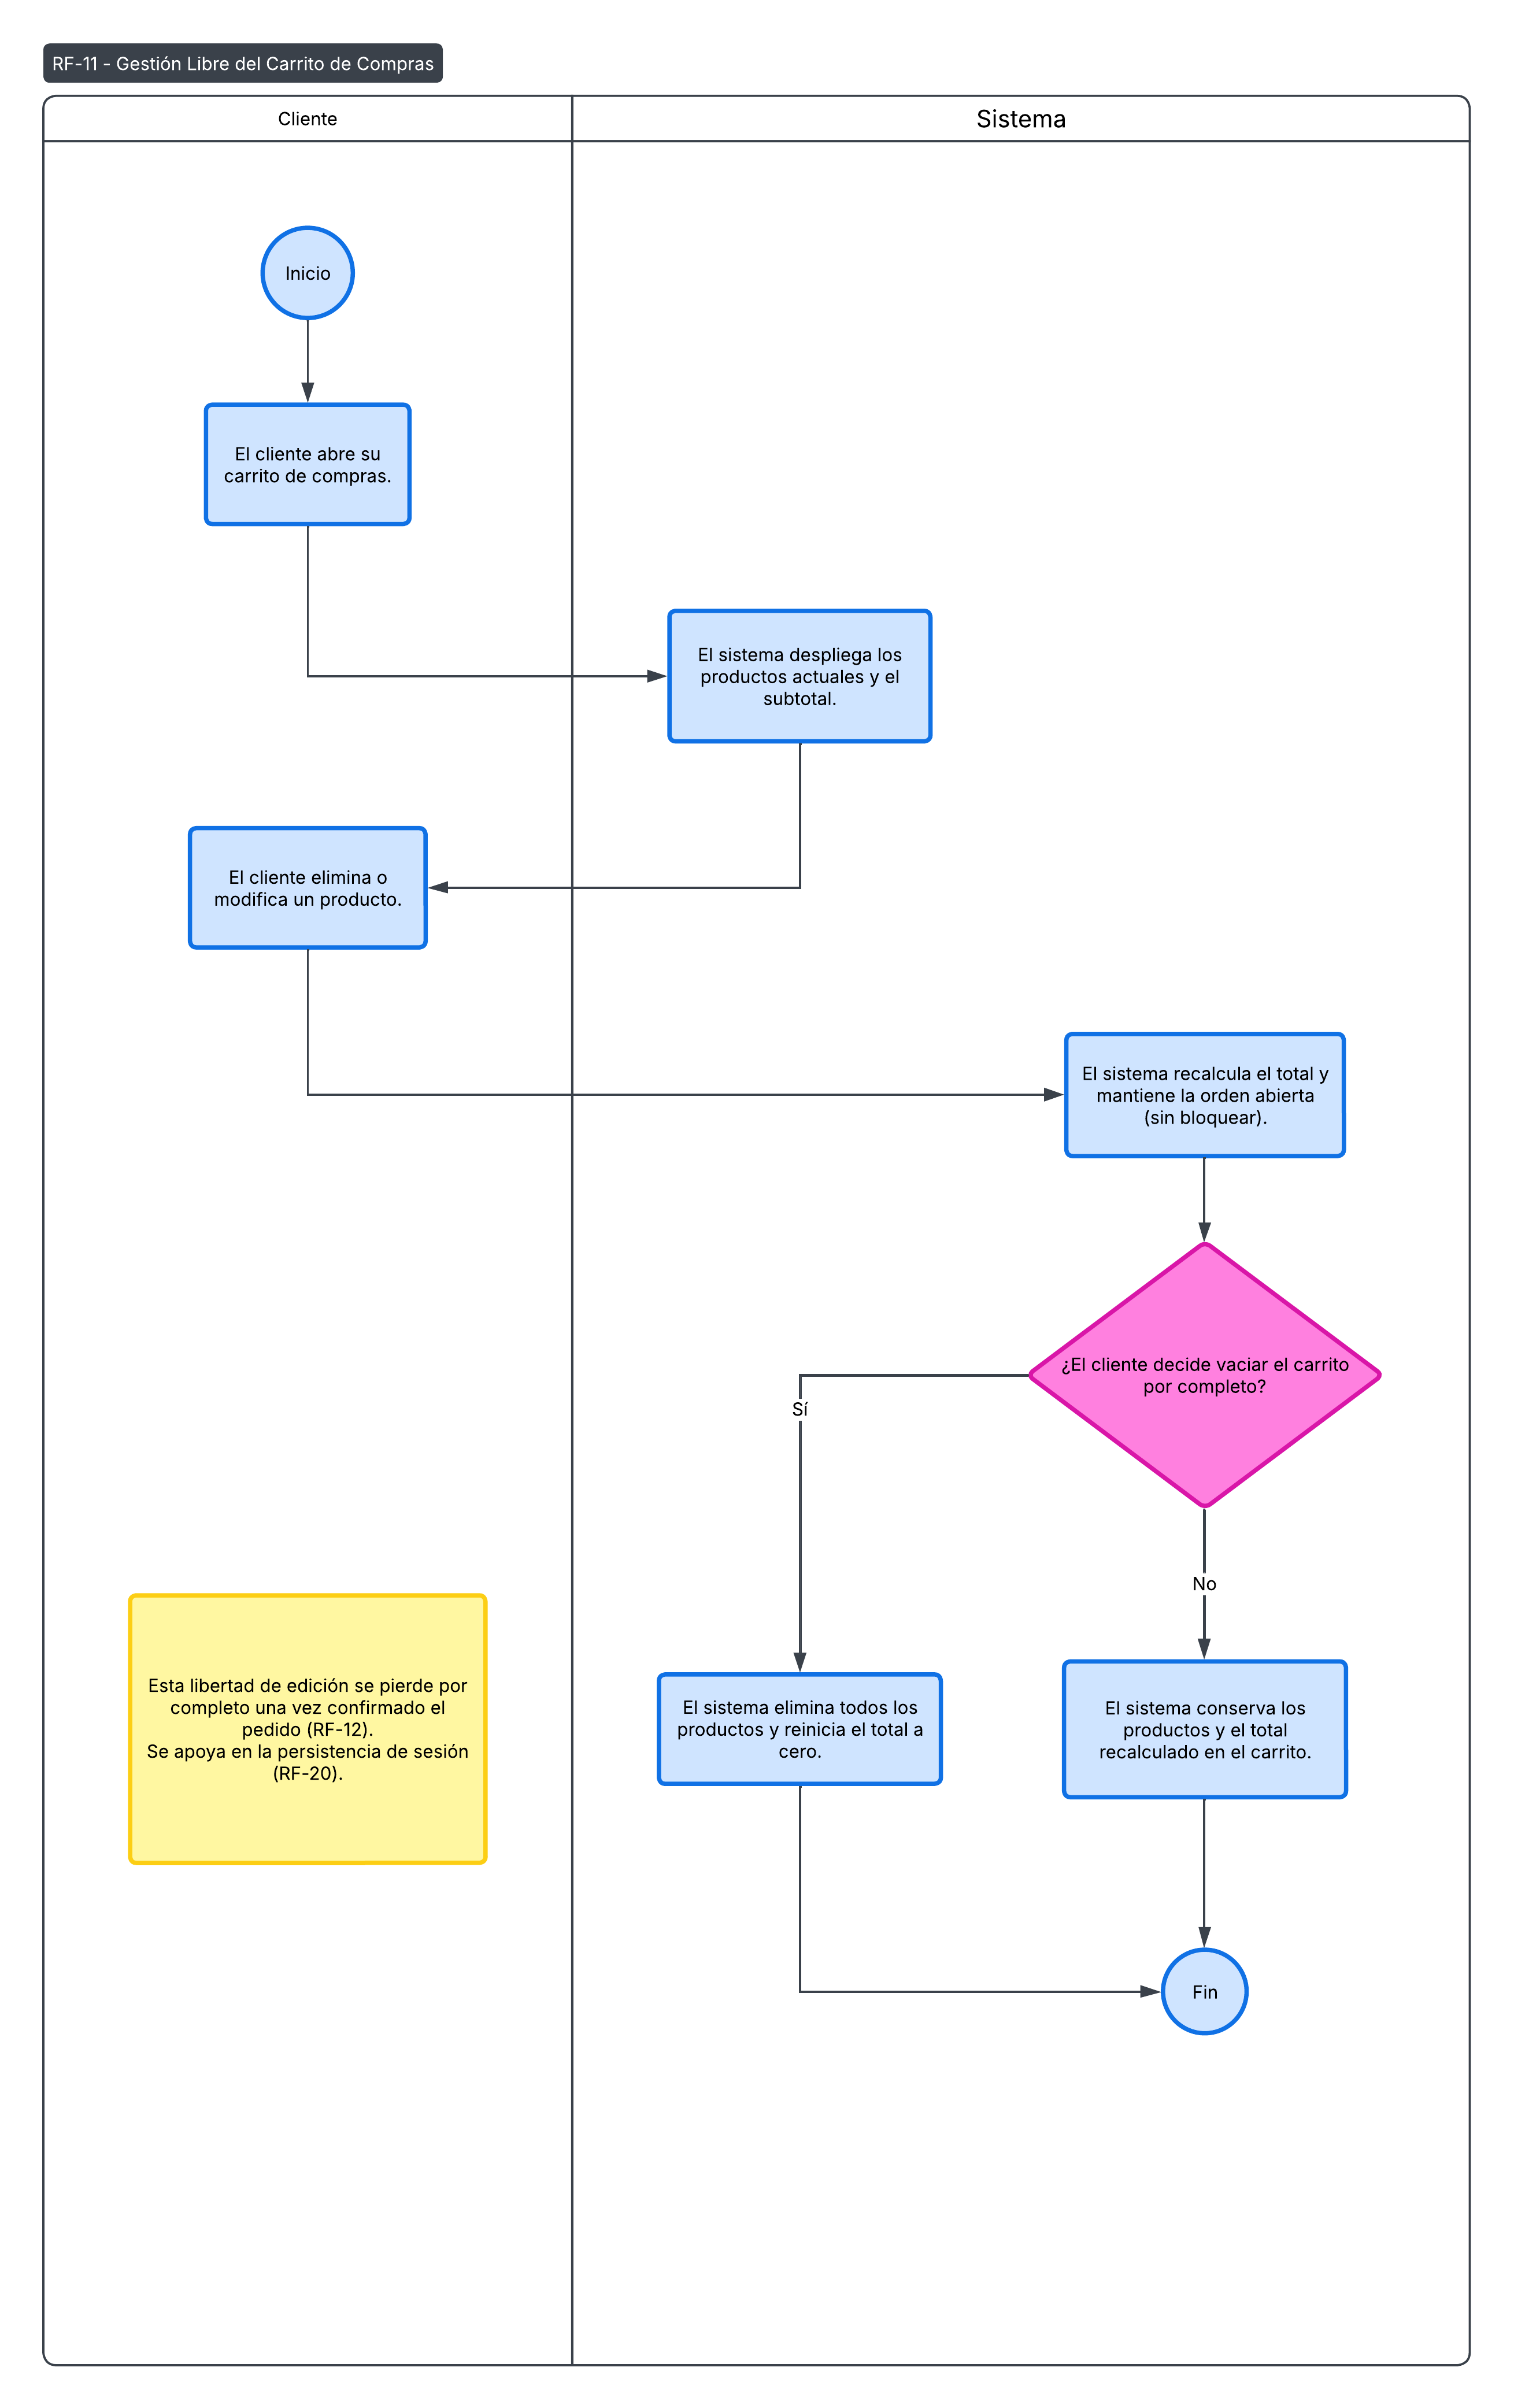 RF-11 - Gestión Libre del Carrito de Compras
Cliente
Sistema
Inicio
El cliente abre su
carrito de compras.
El sistema despliega los
productos actuales y el
subtotal.
El cliente elimina o
modifica un producto.
El sistema recalcula el total y
mantiene la orden abierta
(sin bloquear).
¿El cliente decide vaciar el carrito
por completo?
Sí
No
Esta libertad de edición se pierde por
completo una vez confirmado el
pedido (RF-12).
Se apoya en la persistencia de sesión
(RF-20).
El sistema elimina todos los
productos y reinicia el total a
cero.
El sistema conserva los
productos y el total
recalculado en el carrito.
Fin